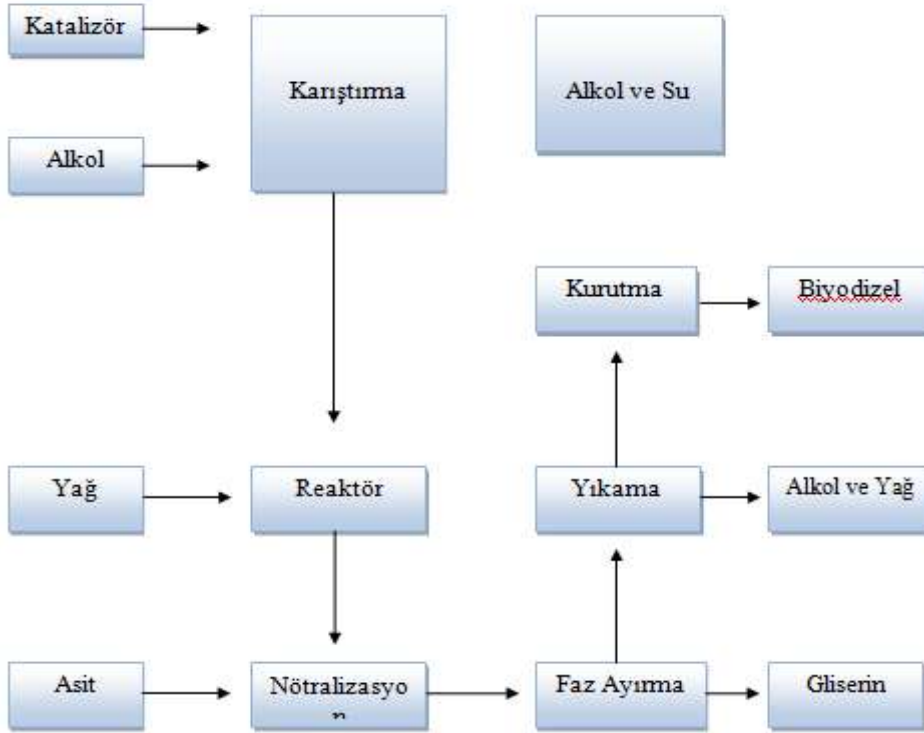 Katalizör
Karıştırma
Alkol ve Su
Alkol
Kurutma
Biyodizel
Yağ
Reaktör
Yıkama
Alkol ve Yağ
Asit
Nötralizasyo
n
Faz Ayırma
Gliserin